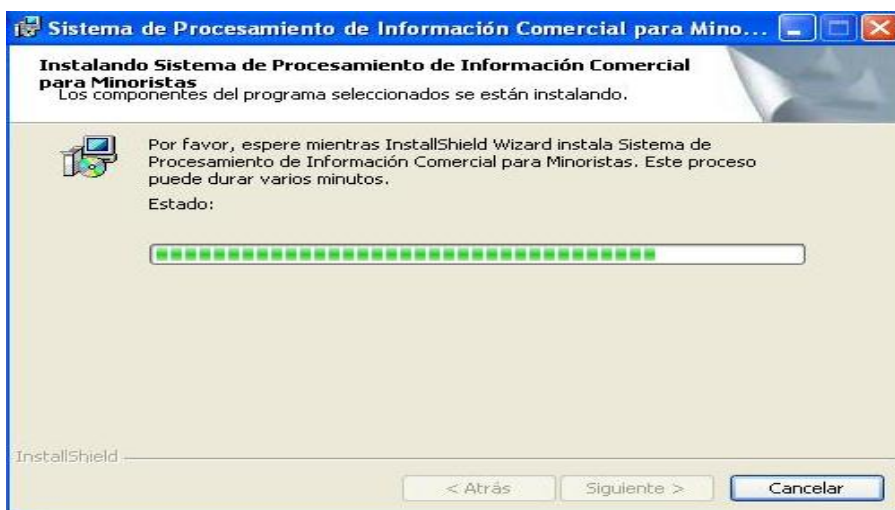 Sistema de Procesamiento de Información Comercial para Mino...
Instalando Sistema de Procesamiento de Información Comercial
para Minoristas
Los componentes del programa seleccionados se están instalando.
Por favor, espere mientras InstallShield Wizard instala Sistema de
Procesamiento de Información Comercial para Minoristas. Este proceso
puede durar varios minutos.
Estado:
InstallShield
< Atrás Siguiente > Cancelar